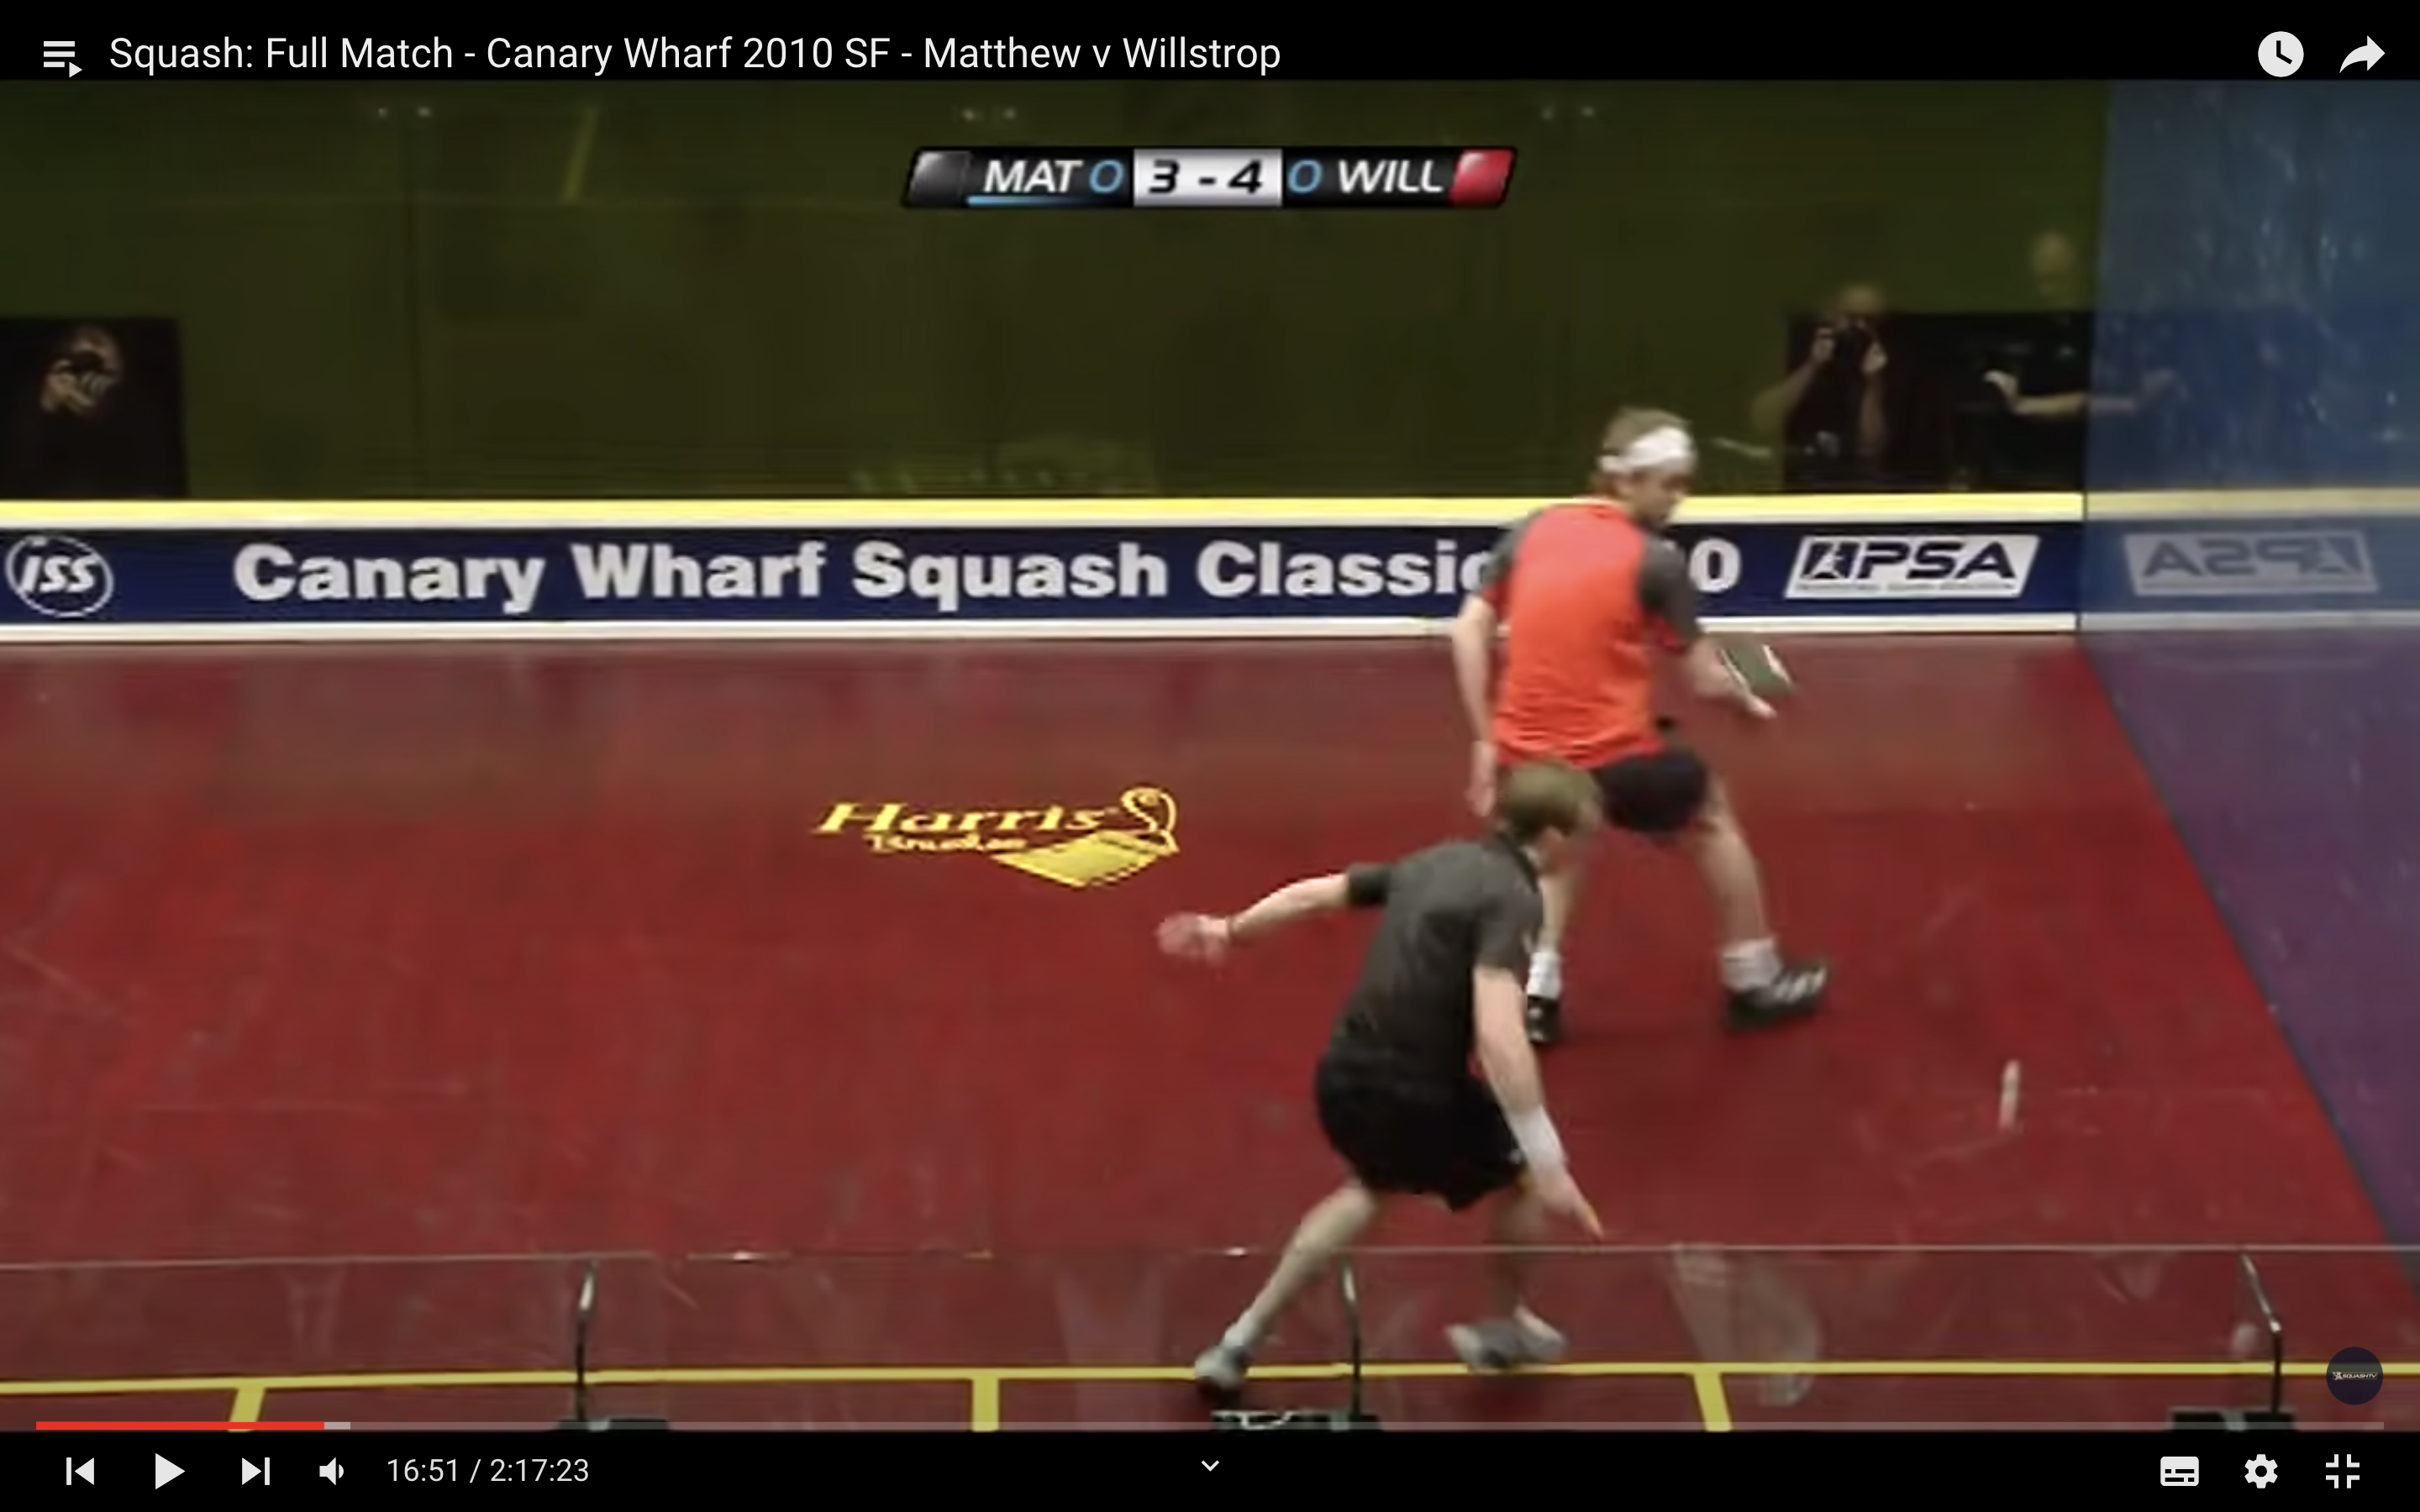 Squash: Full Match - Canary Wharf 2010 SF - Matthew v Willstrop
MAT 0 3 - 4 0 WILL
iss Canary Wharf Squash Classic 0 PSA
Harris
SQUASHTV
16:51 / 2:17:23